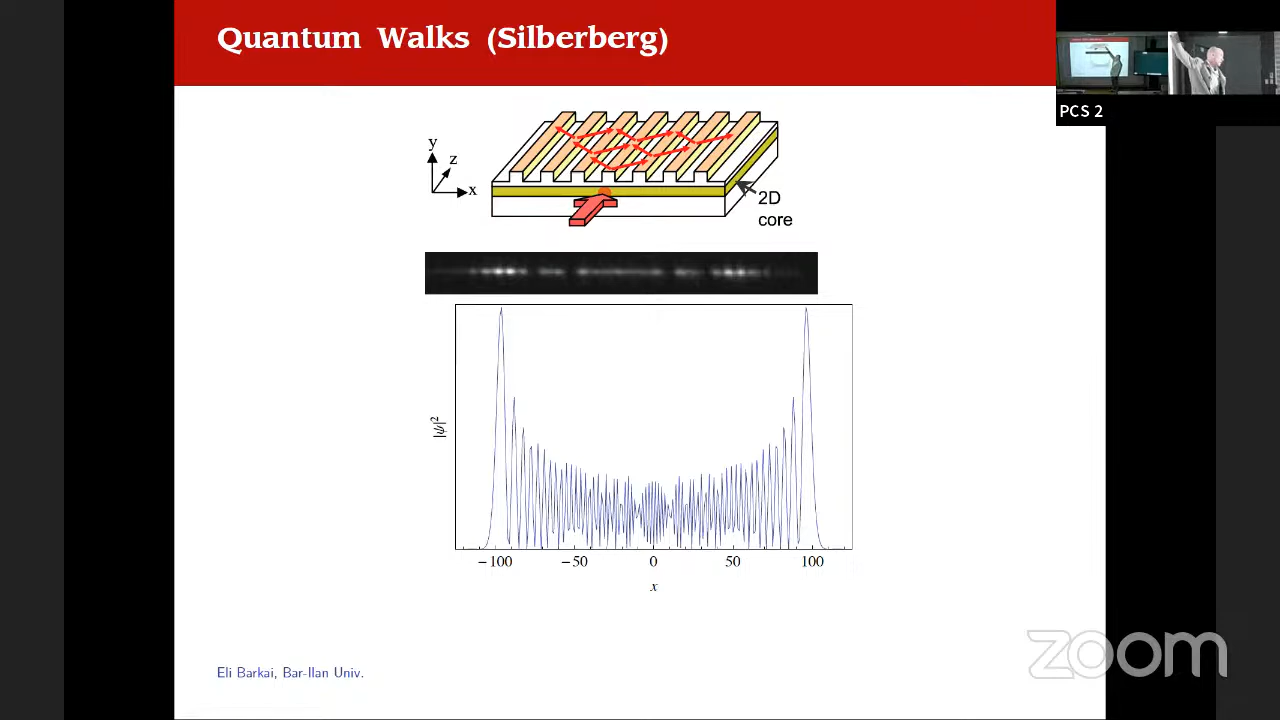 Quantum Walks (Silberberg)
PCS 2
y
z
x
2D
core
|ψ|²
−100
−50
0
50
100
x
Eli Barkai, Bar-Ilan Univ.
zoom